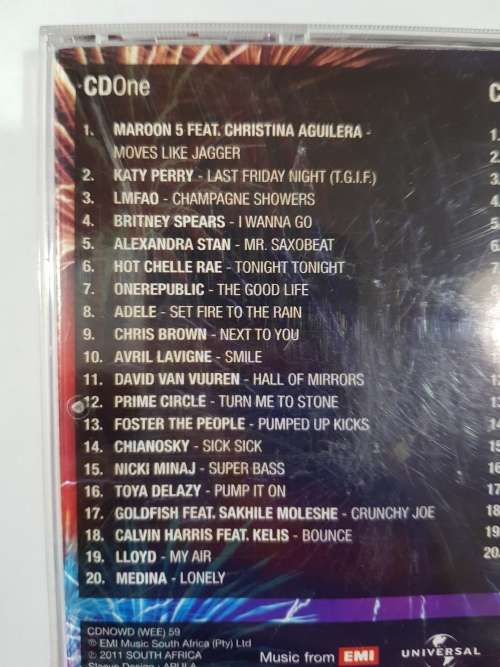 CDOne
C
1. MAROON 5 FEAT. CHRISTINA AGUILERA -
MOVES LIKE JAGGER
2. KATY PERRY - LAST FRIDAY NIGHT (T.G.I.F.)
3. LMFAO - CHAMPAGNE SHOWERS
4. BRITNEY SPEARS - I WANNA GO
5. ALEXANDRA STAN - MR. SAXOBEAT
6. HOT CHELLE RAE - TONIGHT TONIGHT
7. ONEREPUBLIC - THE GOOD LIFE
8. ADELE - SET FIRE TO THE RAIN
9. CHRIS BROWN - NEXT TO YOU
10. AVRIL LAVIGNE - SMILE
11. DAVID VAN VUUREN - HALL OF MIRRORS
12. PRIME CIRCLE - TURN ME TO STONE
13. FOSTER THE PEOPLE - PUMPED UP KICKS
14. CHIANOSKY - SICK SICK
15. NICKI MINAJ - SUPER BASS
16. TOYA DELAZY - PUMP IT ON
17. GOLDFISH FEAT. SAKHILE MOLESHE - CRUNCHY JOE
18. CALVIN HARRIS FEAT. KELIS - BOUNCE
19. LLOYD - MY AIR
20. MEDINA - LONELY
CDNOWD (WEE) 59
℗ EMI Music South Africa (Pty) Ltd
© 2011 SOUTH AFRICA
Music from EMI UNIVERSAL